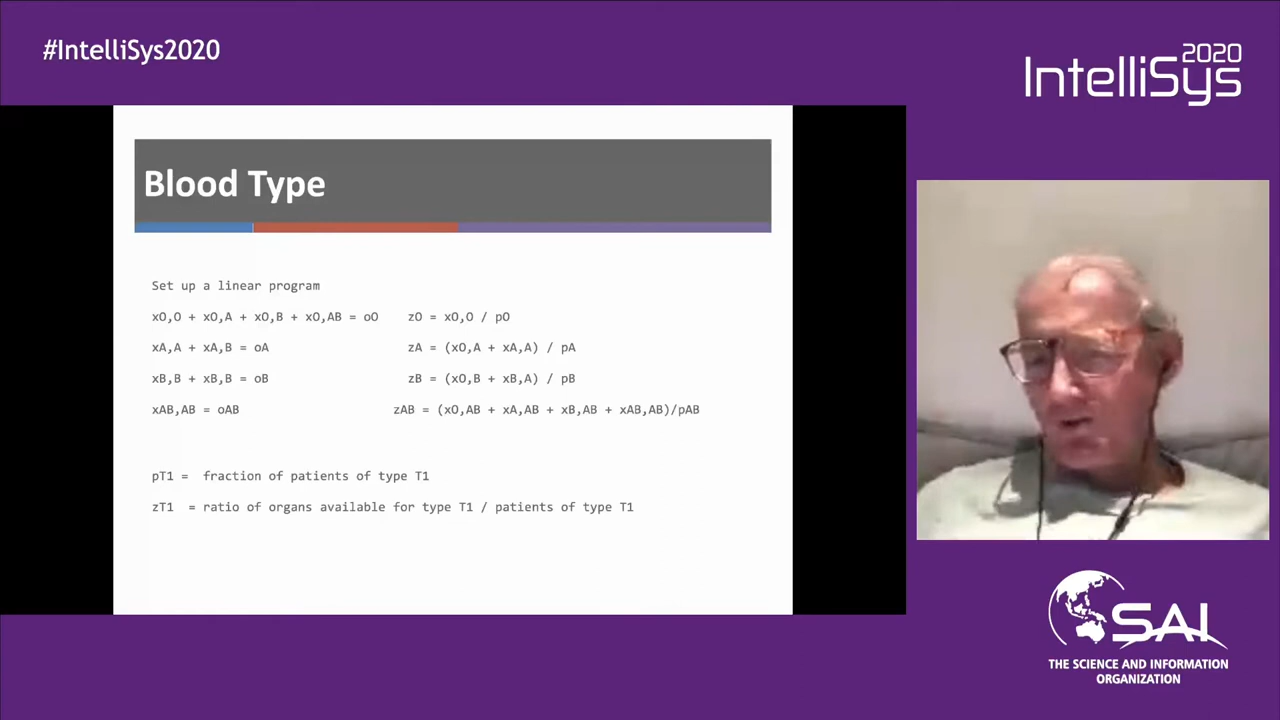 #IntelliSys2020
2020
IntelliSys
Blood Type
Set up a linear program
xO,O + xO,A + xO,B + xO,AB = oO zO = xO,O / pO
xA,A + xA,B = oA zA = (xO,A + xA,A) / pA
xB,B + xB,B = oB zB = (xO,B + xB,A) / pB
xAB,AB = oAB zAB = (xO,AB + xA,AB + xB,AB + xAB,AB)/pAB
pT1 = fraction of patients of type T1
zT1 = ratio of organs available for type T1 / patients of type T1
SAI
THE SCIENCE AND INFORMATION
ORGANIZATION